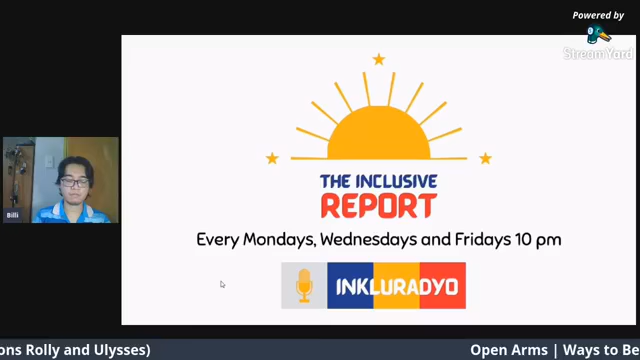 Powered by
StreamYard
THE INCLUSIVE
REPORT
Every Mondays, Wednesdays and Fridays 10 pm
INKLURADYO
Billi
ons Rolly and Ulysses)
Open Arms | Ways to Be